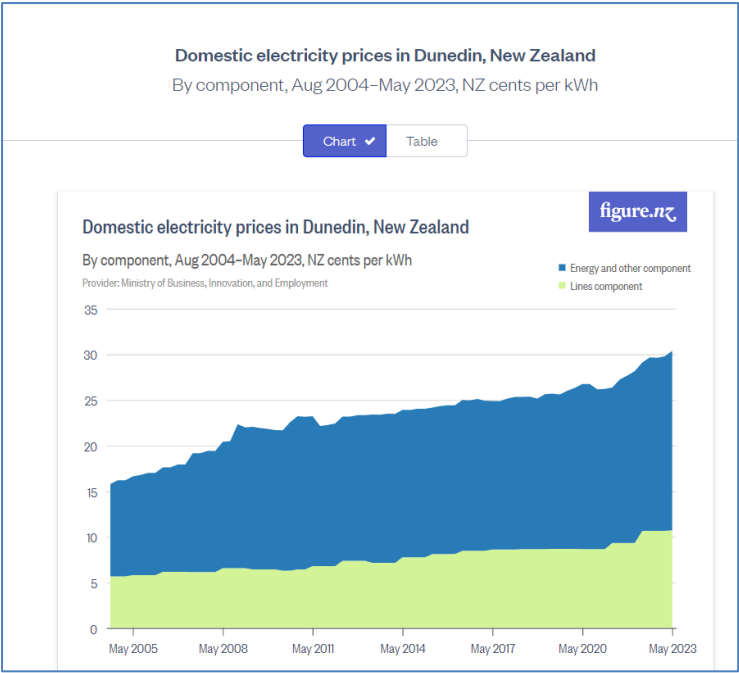 Domestic electricity prices in Dunedin, New Zealand
By component, Aug 2004–May 2023, NZ cents per kWh
Chart ✔ Table
figure.nz
Domestic electricity prices in Dunedin, New Zealand
By component, Aug 2004–May 2023, NZ cents per kWh
Provider: Ministry of Business, Innovation, and Employment
Energy and other component
Lines component
35
30
25
20
15
10
5
0
May 2005 May 2008 May 2011 May 2014 May 2017 May 2020 May 2023